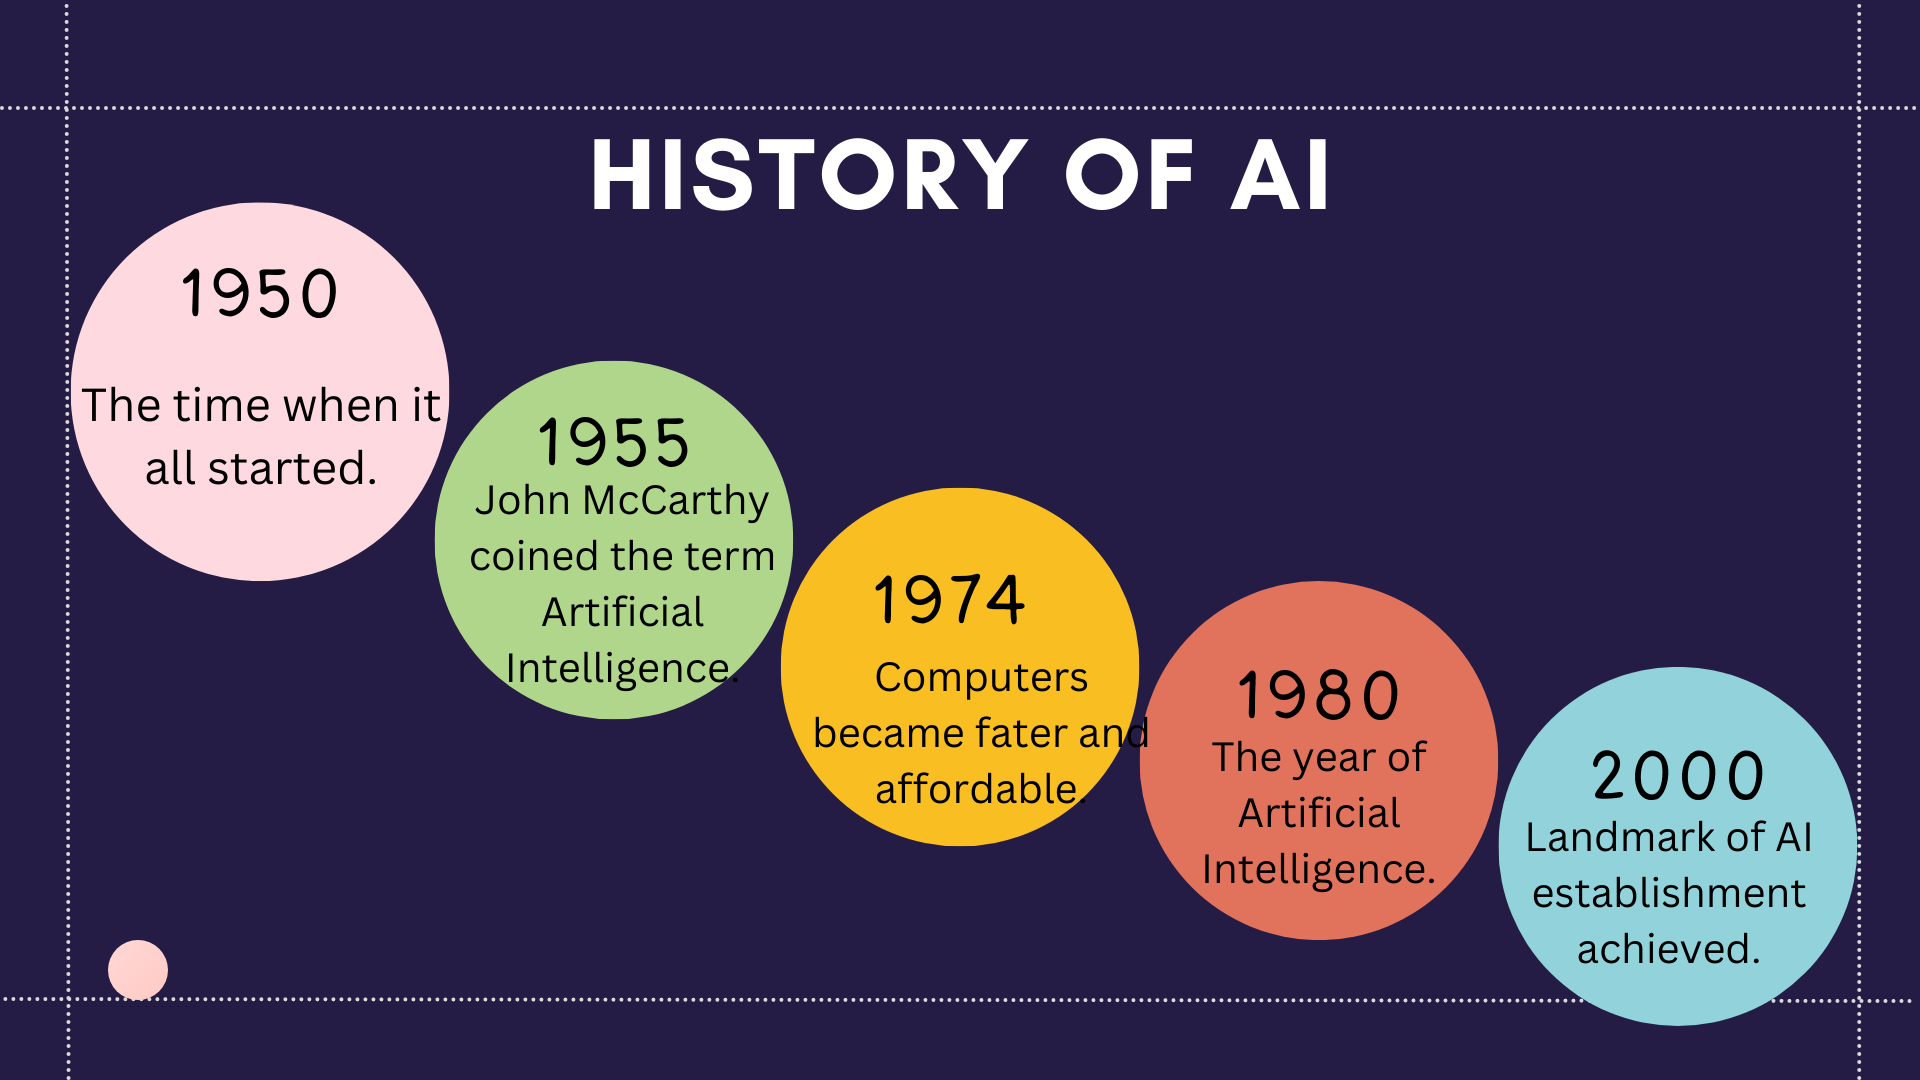 HISTORY OF AI
1950
The time when it
all started.
1955
John McCarthy
coined the term
Artificial
Intelligence.
1974
Computers
became fater and
affordable.
1980
The year of
Artificial
Intelligence.
2000
Landmark of AI
establishment
achieved.